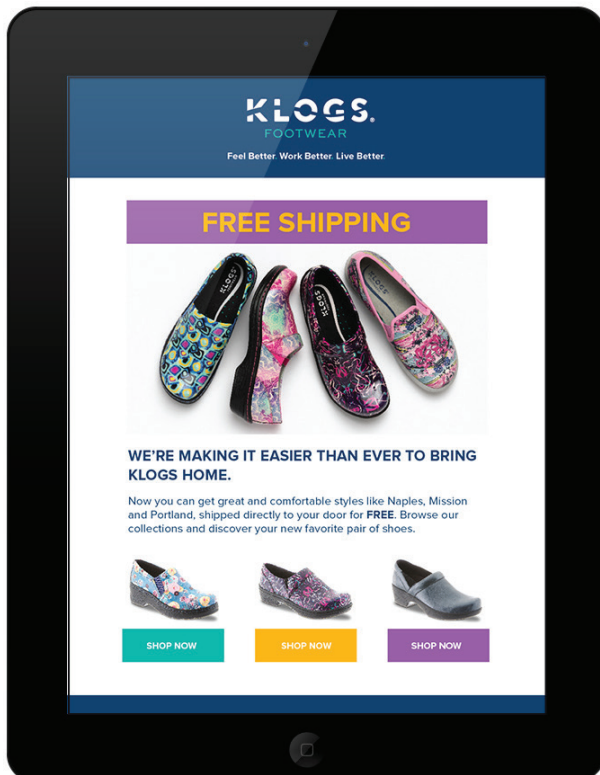 KLOGS®
FOOTWEAR
Feel Better. Work Better. Live Better.
FREE SHIPPING
KLOGS
KLOGS
KLOGS
WE’RE MAKING IT EASIER THAN EVER TO BRING
KLOGS HOME.
Now you can get great and comfortable styles like Naples, Mission
and Portland, shipped directly to your door for FREE. Browse our
collections and discover your new favorite pair of shoes.
SHOP NOW
SHOP NOW
SHOP NOW